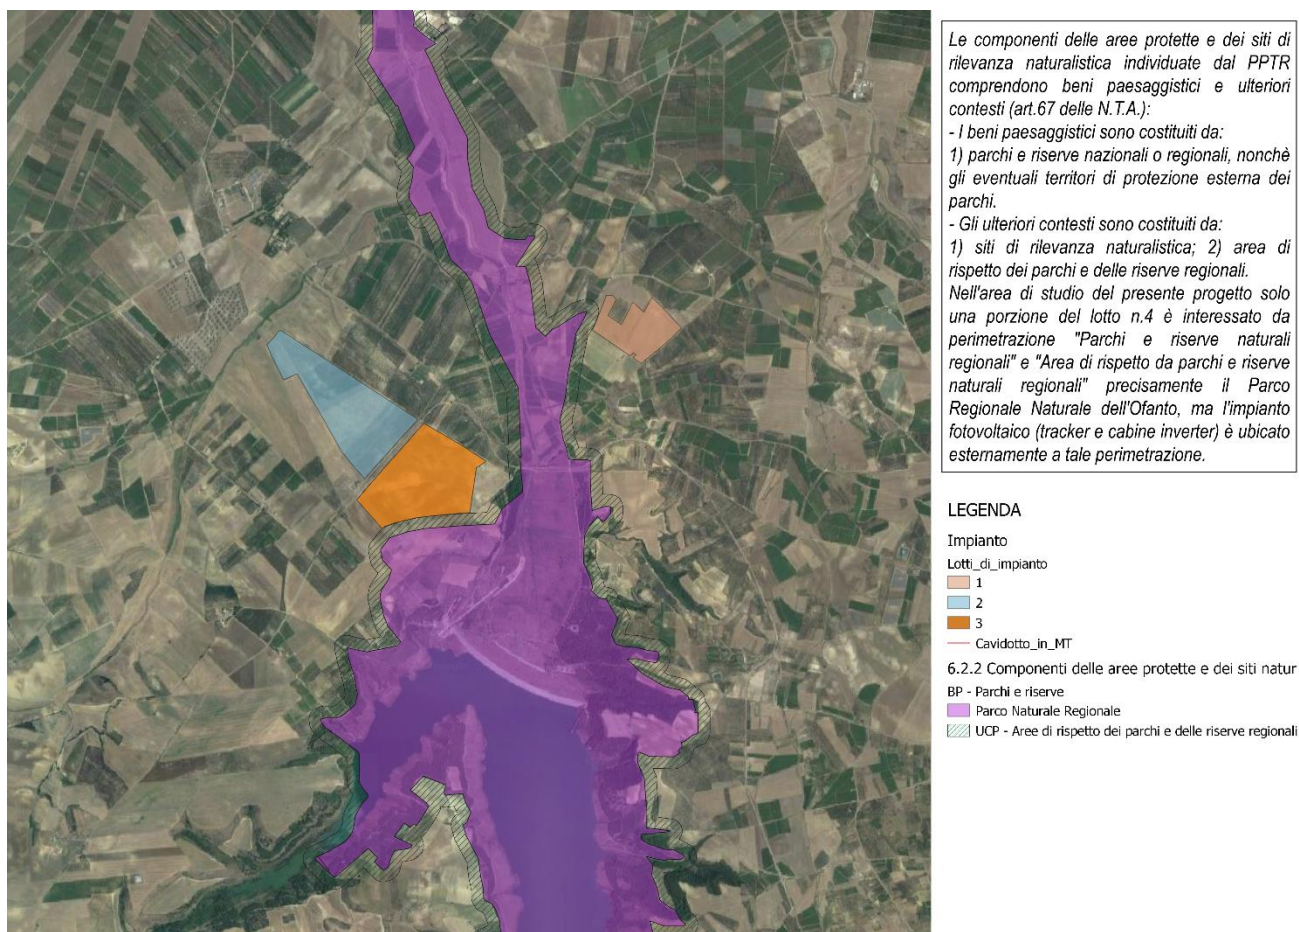 Le componenti delle aree protette e dei siti di
rilevanza naturalistica individuate dal PPTR
comprendono beni paesaggistici e ulteriori
contesti (art.67 delle N.T.A.):
- I beni paesaggistici sono costituiti da:
1) parchi e riserve nazionali o regionali, nonchè
gli eventuali territori di protezione esterna dei
parchi.
- Gli ulteriori contesti sono costituiti da:
1) siti di rilevanza naturalistica; 2) area di
rispetto dei parchi e delle riserve regionali.
Nell'area di studio del presente progetto solo
una porzione del lotto n.4 è interessato da
perimetrazione "Parchi e riserve naturali
regionali" e "Area di rispetto da parchi e riserve
naturali regionali" precisamente il Parco
Regionale Naturale dell'Ofanto, ma l'impianto
fotovoltaico (tracker e cabine inverter) è ubicato
esternamente a tale perimetrazione.
LEGENDA
Impianto
Lotti_di_impianto
1
2
3
Cavidotto_in_MT
6.2.2 Componenti delle aree protette e dei siti natur
BP - Parchi e riserve
Parco Naturale Regionale
UCP - Aree di rispetto dei parchi e delle riserve regionali